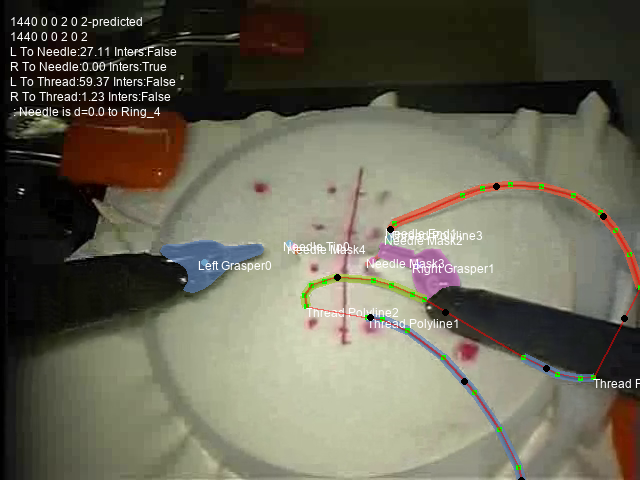 1440 0 0 2 0 2-predicted
1440 0 0 2 0 2
L To Needle:27.11 Inters:False
R To Needle:0.00 Inters:True
L To Thread:59.37 Inters:False
R To Thread:1.23 Inters:False
: Needle is d=0.0 to Ring_4
Needle Mask2
Needle Tip0
Needle Mask4
Needle Mask3
Left Grasper0
Right Grasper1
Thread Polyline2
Thread Polyline1
Thread P